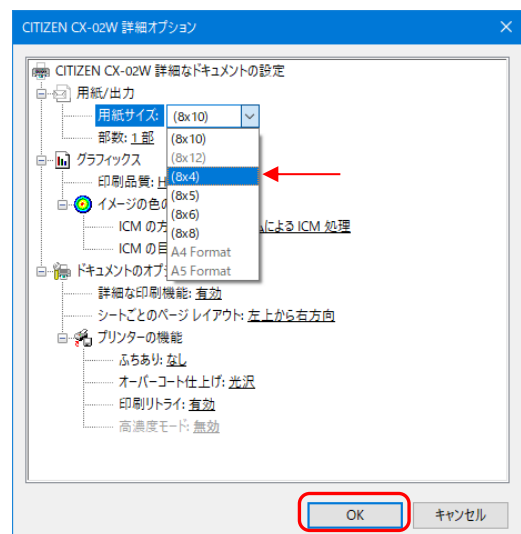 CITIZEN CX-02W 詳細オプション
CITIZEN CX-02W 詳細なドキュメントの設定
用紙/出力
用紙サイズ: (8x10)
部数: 1 部
(8x10)
(8x12)
(8x4)
(8x5)
(8x6)
(8x8)
A4 Format
A5 Format
グラフィックス
印刷品質: H
イメージの色の
ICM の方 による ICM 処理
ICM の目
ドキュメントのオプ
詳細な印刷機能: 有効
シートごとのページ レイアウト: 左上から右方向
プリンターの機能
ふちあり: なし
オーバーコート仕上げ: 光沢
印刷リトライ: 有効
高濃度モード: 無効
OK
キャンセル